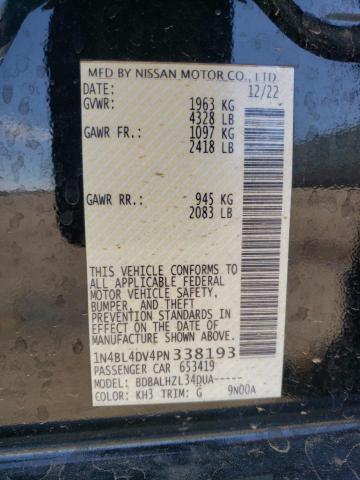 MFD BY NISSAN MOTOR CO., LTD.
DATE: 12/22
GVWR: 1963 KG
4328 LB
GAWR FR.: 1097 KG
2418 LB
GAWR RR.: 945 KG
2083 LB
THIS VEHICLE CONFORMS TO
ALL APPLICABLE FEDERAL
MOTOR VEHICLE SAFETY,
BUMPER, AND THEFT
PREVENTION STANDARDS
IN EFFECT ON THE DATE OF
MANUFACTURE SHOWN ABOVE.
1N4BL4DV4PN338193
PASSENGER CAR 653419
MODEL: BDBALHZL34DUA-----
COLOR: KH3 TRIM: G 9N00A